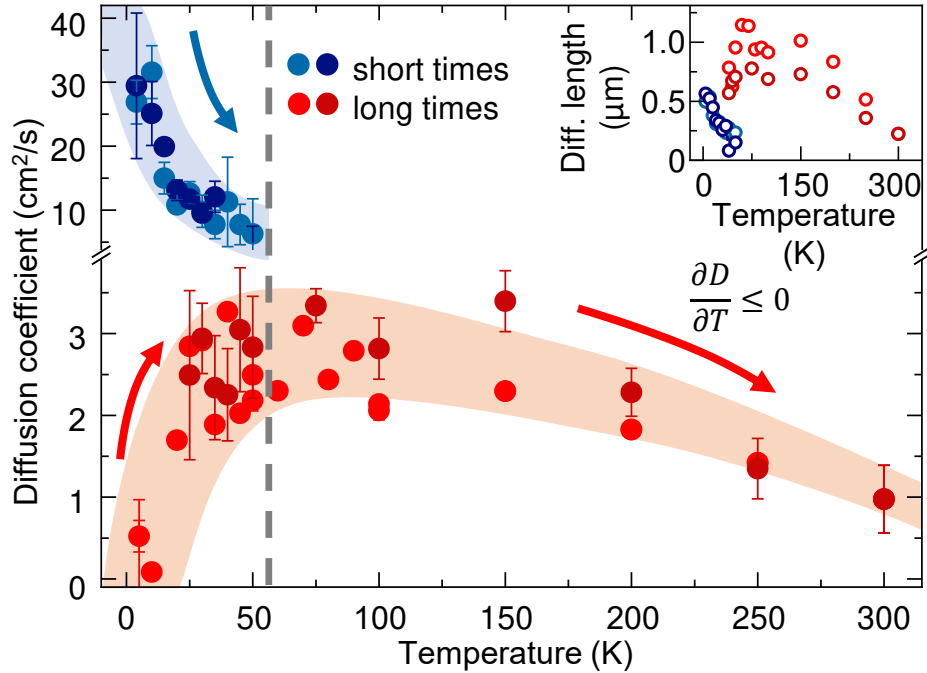 40
30
20
10
3
2
1
0
Diffusion coefficient (cm²/s)
short times
long times
1.0
0.5
0
Diff. length
(µm)
0 150 300
Temperature
(K)
∂D/∂T ≤ 0
0 50 100 150 200 250 300
Temperature (K)